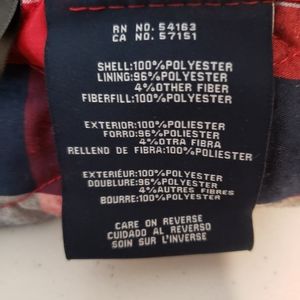 RN NO. 54163
CA NO. 57151
SHELL:100%POLYESTER
LINING:96%POLYESTER
4%OTHER FIBER
FIBERFILL:100%POLYESTER
EXTERIOR:100%POLIESTER
FORRO:96%POLIESTER
4%OTRA FIBRA
RELLENO DE FIBRA:100%POLIESTER
EXTERIEUR:100%POLYESTER
DOUBLURE:96%POLYESTER
4%AUTRES FIBRES
BOURRE:100%POLYESTER
CARE ON REVERSE
CUIDADO AL REVERSO
SOIN SUR L'INVERSE